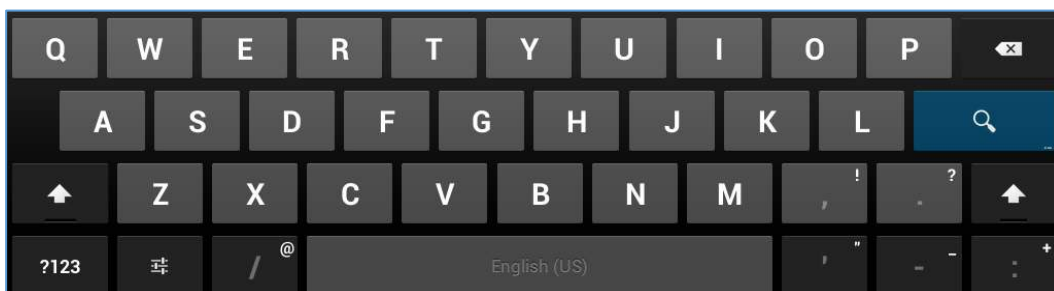 Q W E R T Y U I O P
A S D F G H J K L
Z X C V B N M , ! . ?
?123 / @ English (US) ' " - _ : +